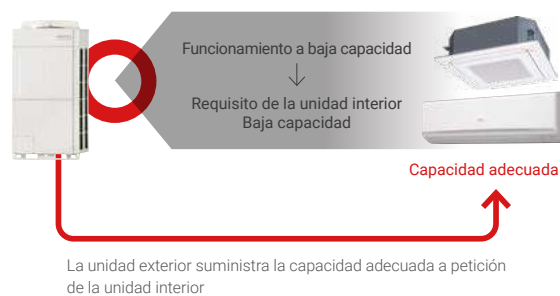 Funcionamiento a baja capacidad
Requisito de la unidad interior
Baja capacidad
Capacidad adecuada
La unidad exterior suministra la capacidad adecuada a petición
de la unidad interior